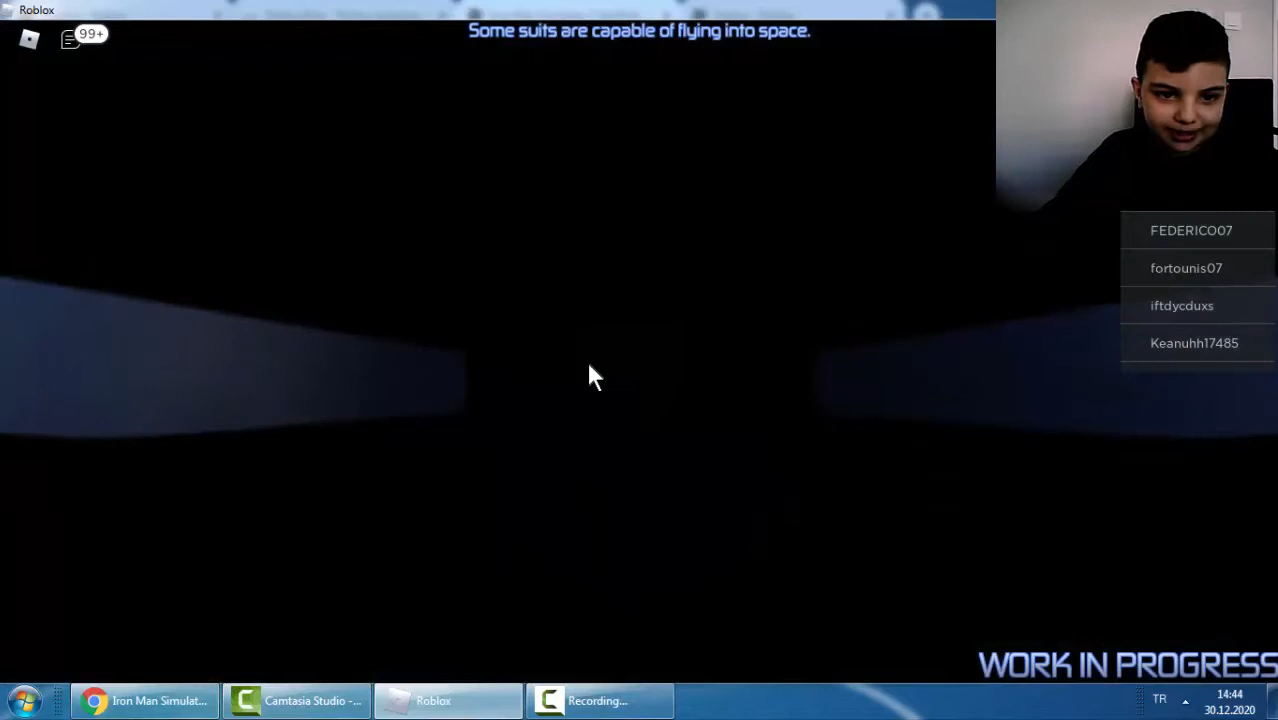 Roblox
99+
Some suits are capable of flying into space.
FEDERICO07
fortounis07
iftdycduxs
Keanuhh17485
WORK IN PROGRESS
Iron Man Simulat...
Camtasia Studio -...
Roblox
Recording...
TR
14:44
30.12.2020